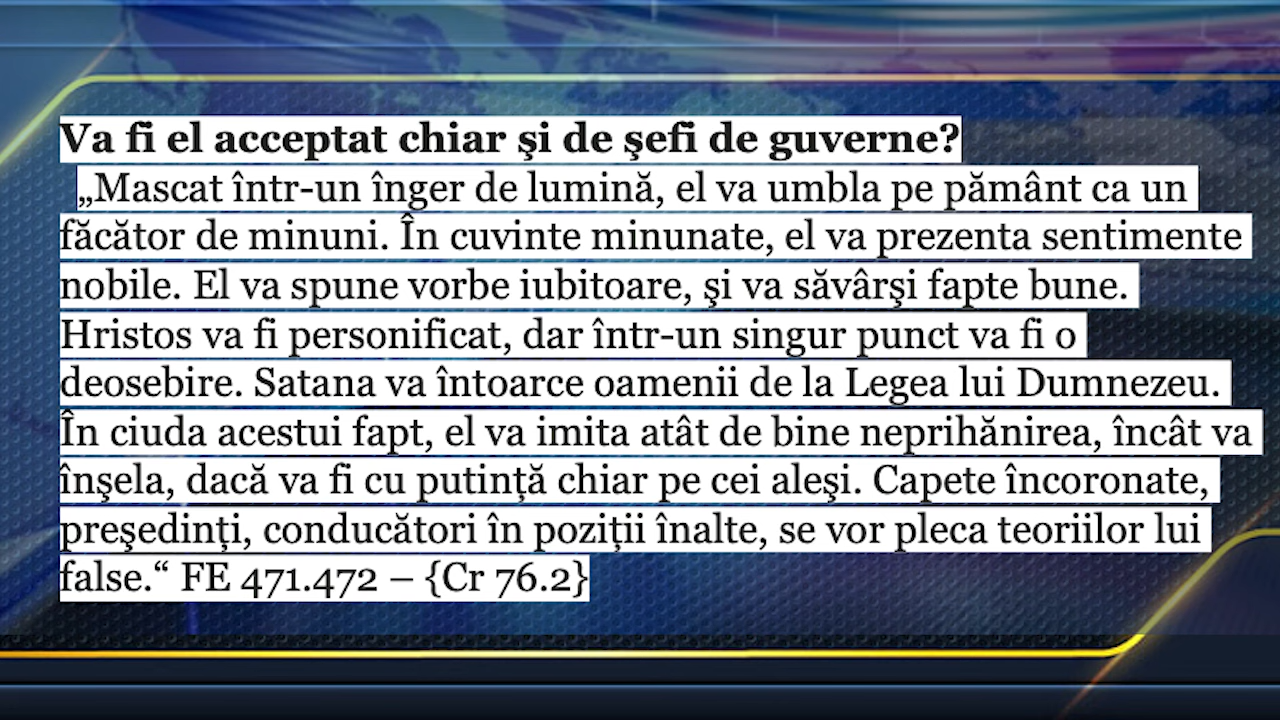 Va fi el acceptat chiar şi de şefi de guverne?
„Mascat într-un înger de lumină, el va umbla pe pământ ca un
făcător de minuni. În cuvinte minunate, el va prezenta sentimente
nobile. El va spune vorbe iubitoare, şi va săvârşi fapte bune.
Hristos va fi personificat, dar într-un singur punct va fi o
deosebire. Satana va întoarce oamenii de la Legea lui Dumnezeu.
În ciuda acestui fapt, el va imita atât de bine neprihănirea, încât va
înşela, dacă va fi cu putinţă chiar pe cei aleşi. Capete încoronate,
preşedinţi, conducători în poziţii înalte, se vor pleca teoriilor lui
false.“ FE 471.472 – {Cr 76.2}